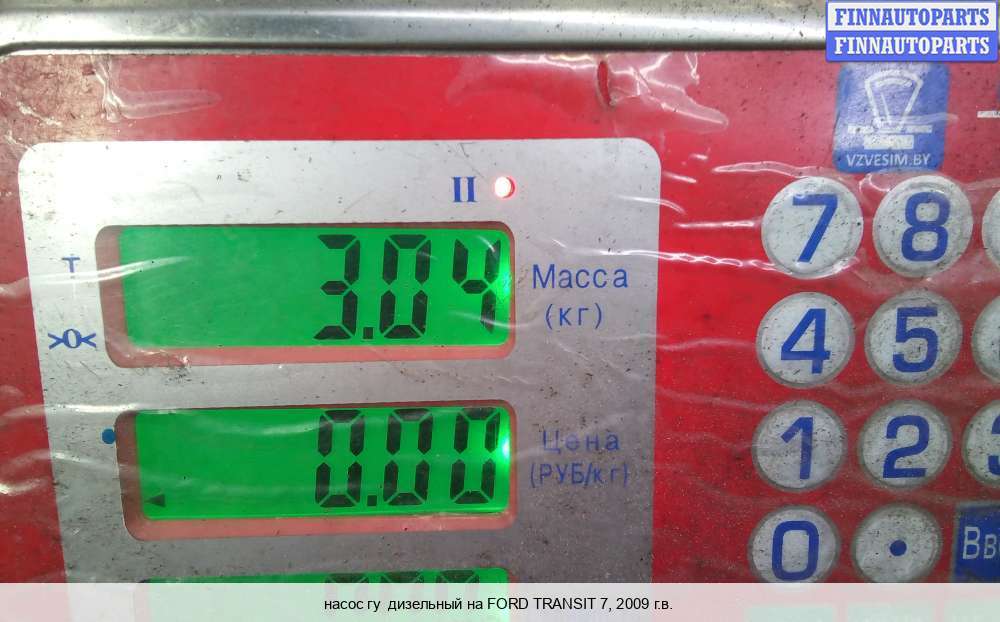 FINNAUTOPARTS
FINNAUTOPARTS
VZVESIM.BY
II
7 8
3.04
Т
Масса
(кг)
>0<
4 5
0.00
Цена
(РУБ/кг)
1 2
0 .
насос гу дизельный на FORD TRANSIT 7, 2009 г.в.